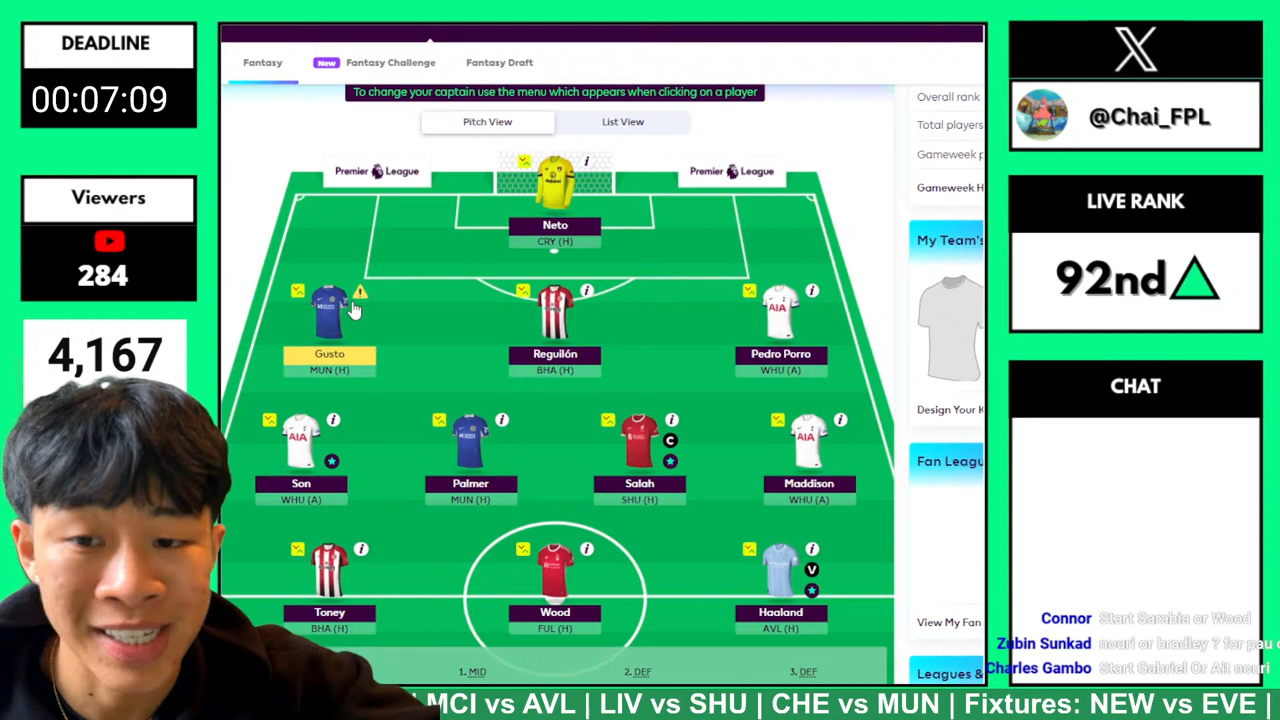 DEADLINE
00:07:09
Viewers
284
4,167
Fantasy
New
Fantasy Challenge
Fantasy Draft
To change your captain use the menu which appears when clicking on a player
Pitch View
List View
Premier League
Premier League
Neto
CRY (H)
Gusto
MUN (H)
Reguilón
BHA (H)
Pedro Porro
WHU (A)
AIA
Son
WHU (A)
AIA
Palmer
MUN (H)
C
Salah
SHU (H)
AIA
Maddison
WHU (A)
Toney
BHA (H)
Wood
FUL (H)
V
Haaland
AVL (H)
1. MID
2. DEF
3. DEF
Overall rank
Total players
Gameweek
Gameweek H
My Team's
Design Your K
Fan Leagu
View My Fan
Leagues &
X
@Chai_FPL
LIVE RANK
92nd
CHAT
Connor Start Sarabia or Wood
Zubin Sunkad nouri or bradley ? for pau
Charles Gambo Start Gabriel Or Ait nouri
MCI vs AVL | LIV vs SHU | CHE vs MUN | Fixtures: NEW vs EVE |